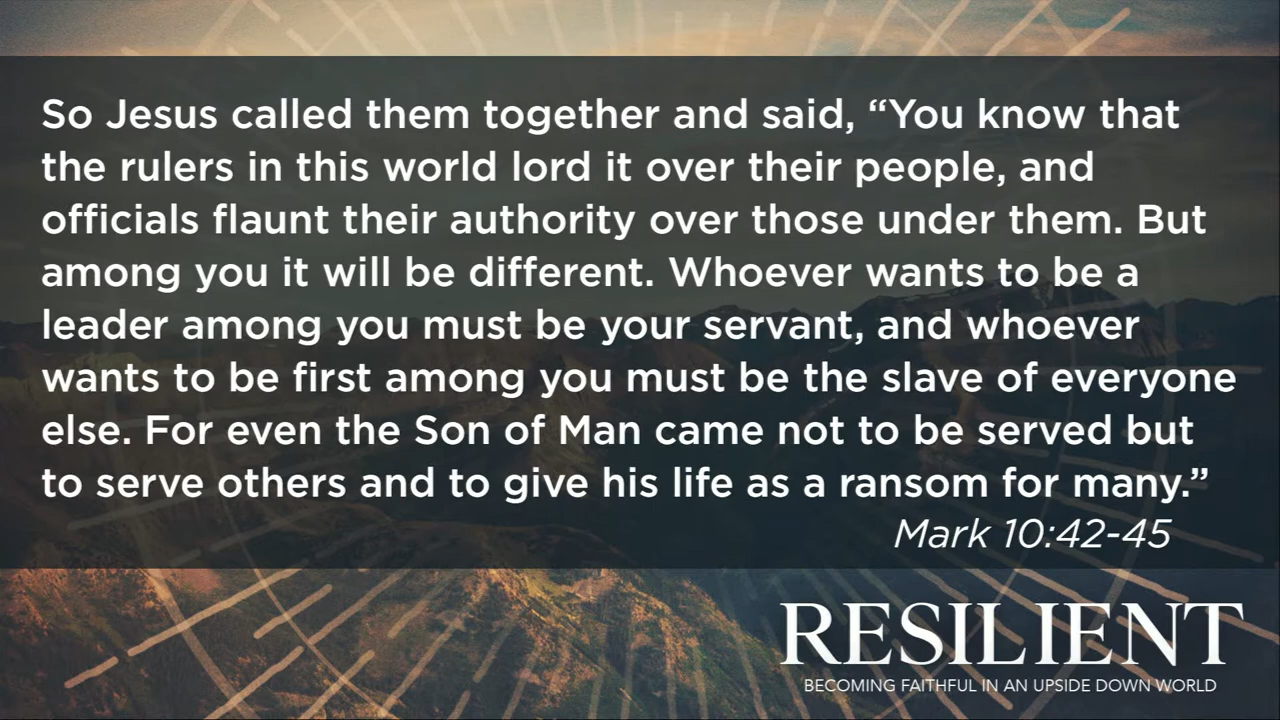 So Jesus called them together and said, “You know that
the rulers in this world lord it over their people, and
officials flaunt their authority over those under them. But
among you it will be different. Whoever wants to be a
leader among you must be your servant, and whoever
wants to be first among you must be the slave of everyone
else. For even the Son of Man came not to be served but
to serve others and to give his life as a ransom for many.”
Mark 10:42-45
RESILIENT
BECOMING FAITHFUL IN AN UPSIDE DOWN WORLD